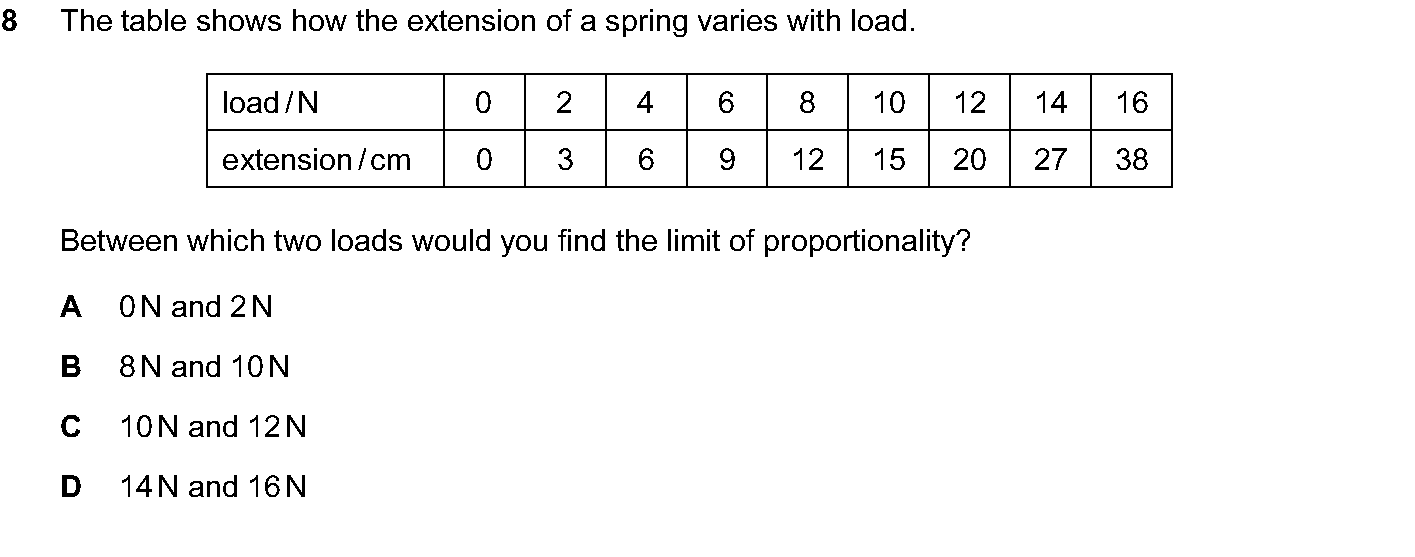 8 The table shows how the extension of a spring varies with load.
load / N 0 2 4 6 8 10 12 14 16
extension / cm 0 3 6 9 12 15 20 27 38
Between which two loads would you find the limit of proportionality?
A 0 N and 2 N
B 8 N and 10 N
C 10 N and 12 N
D 14 N and 16 N